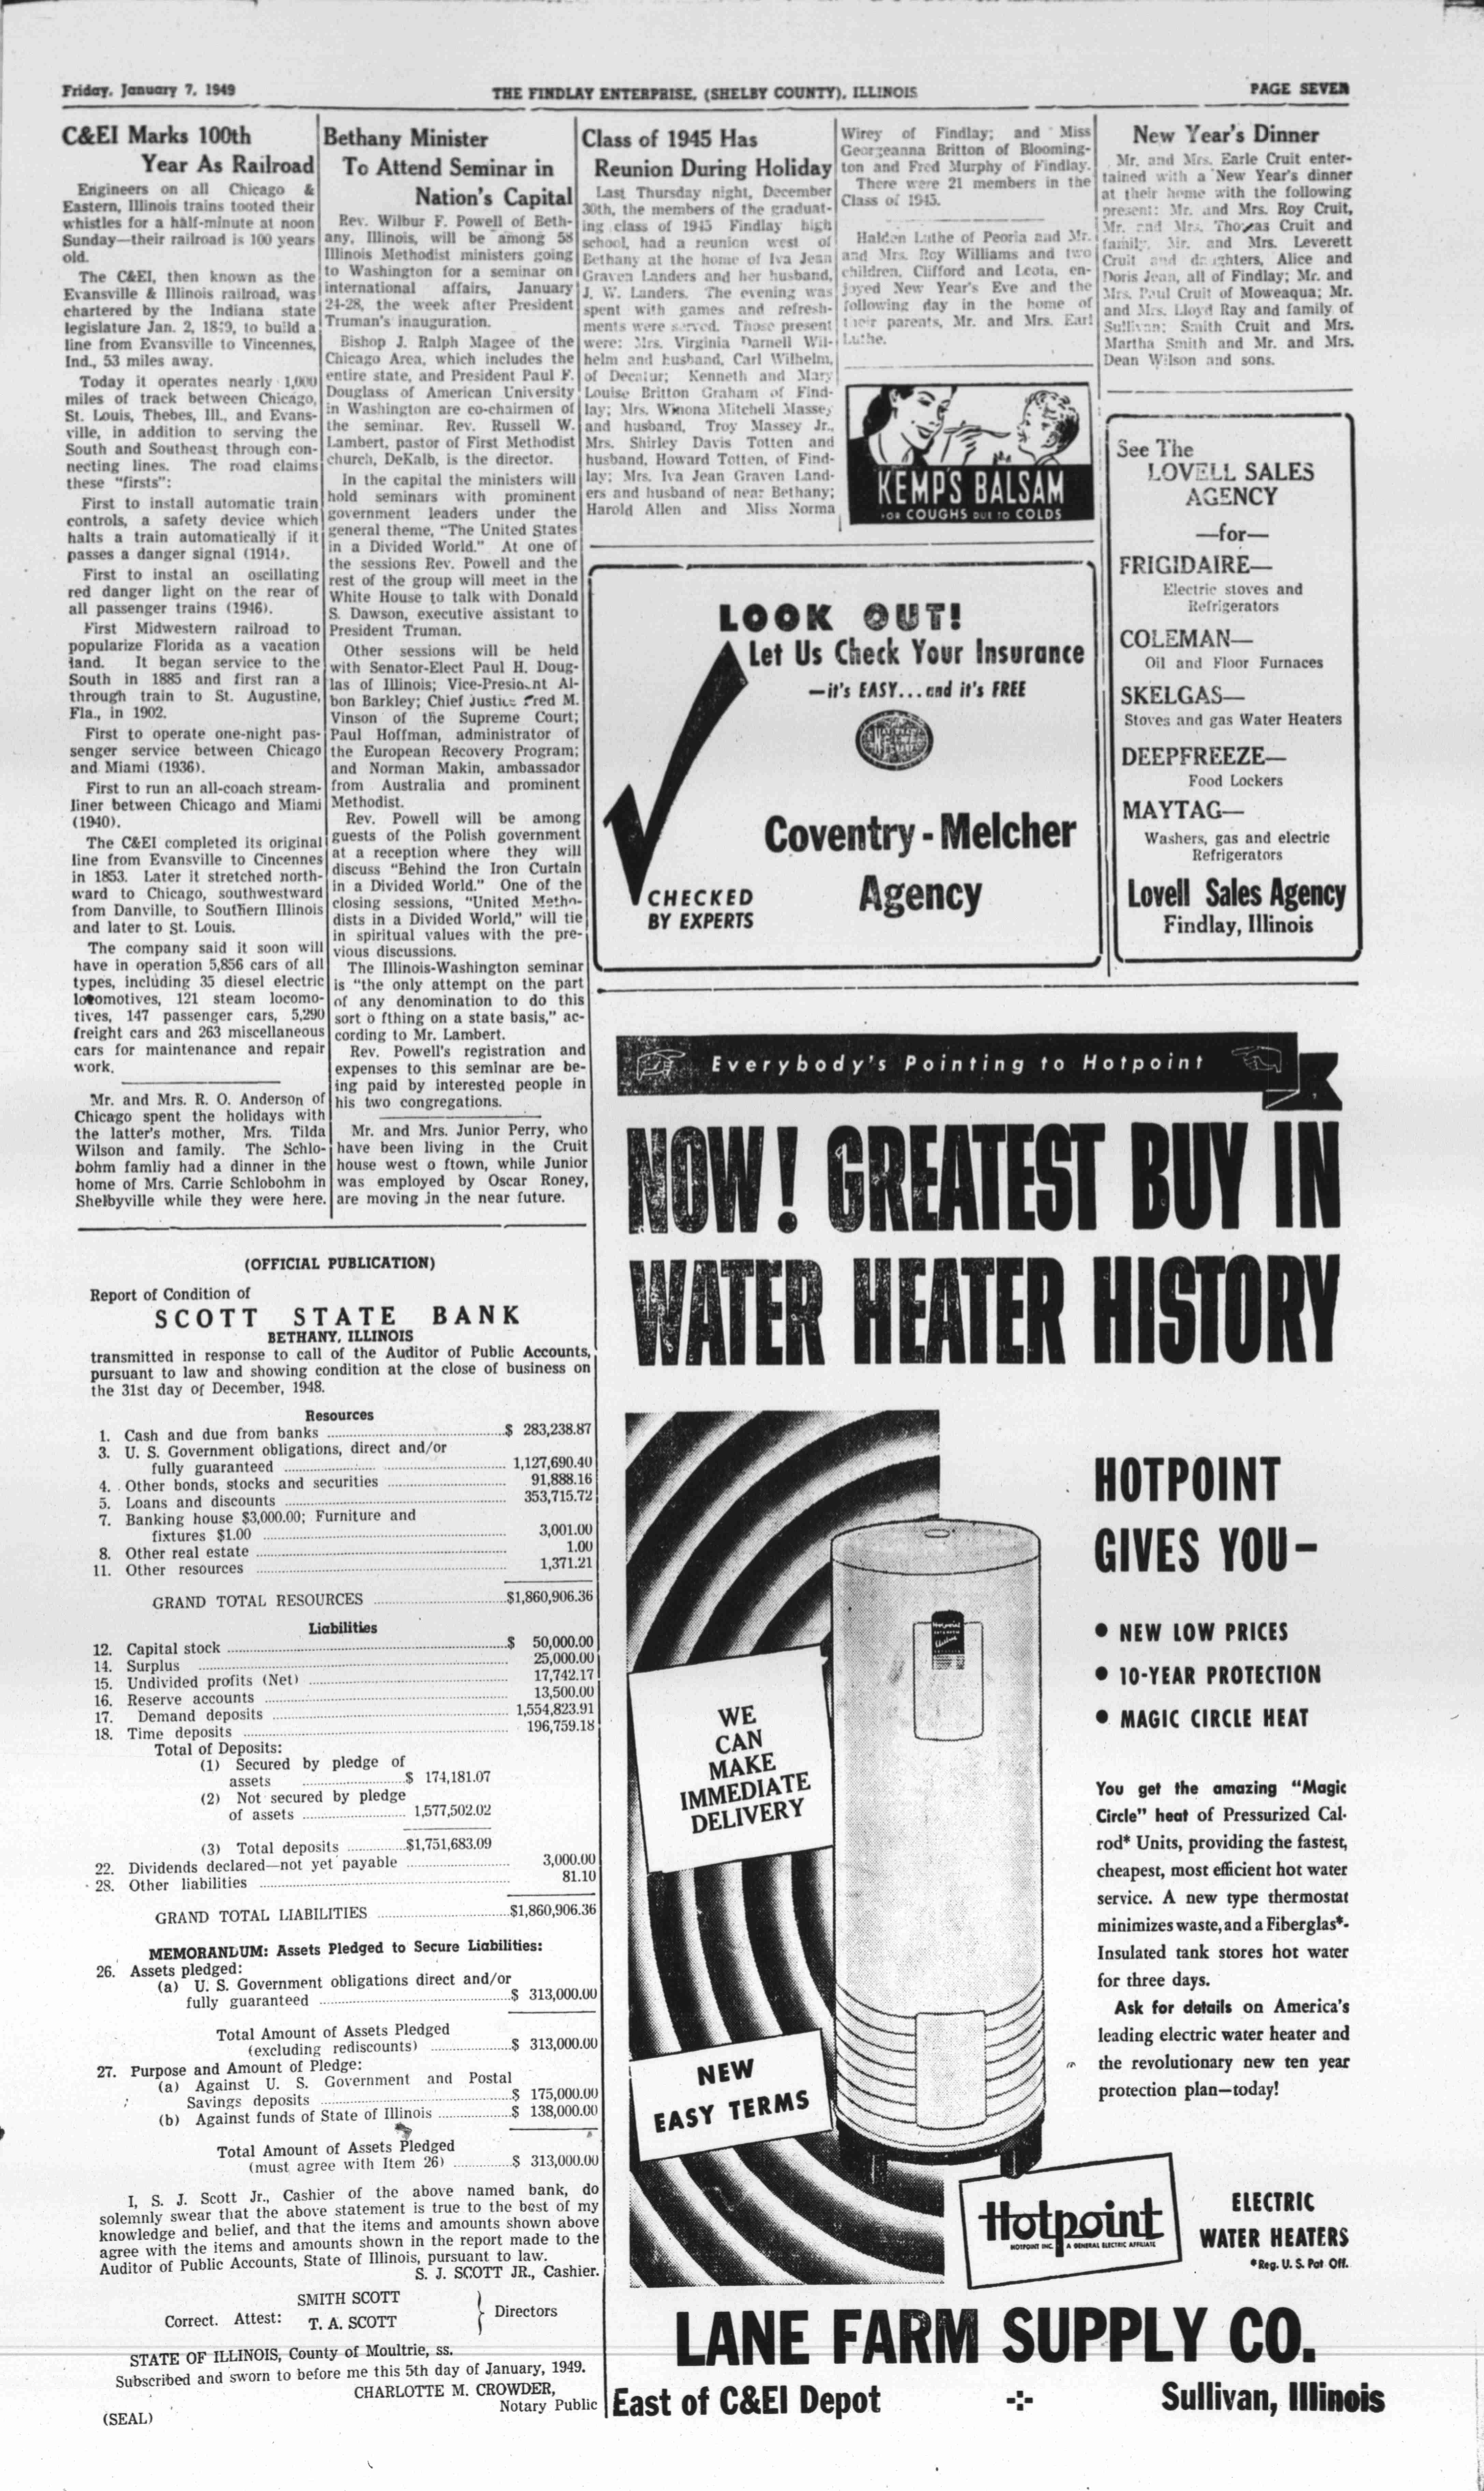 Friday, January 7, 1949
THE FINDLAY ENTERPRISE, (SHELBY COUNTY), ILLINOIS
PAGE SEVEN
C&EI Marks 100th
Year As Railroad
Engineers on all Chicago &
Eastern, Illinois trains tooted their
whistles for a half-minute at noon
Sunday—their railroad is 100 years
old.
The C&EI, then known as the
Evansville & Illinois railroad, was
chartered by the Indiana state
legislature Jan. 2, 1849, to build a
line from Evansville to Vincennes,
Ind., 53 miles away.
Today it operates nearly 1,000
miles of track between Chicago,
St. Louis, Thebes, Ill., and Evans-
ville, in addition to serving the
South and Southeast through con-
necting lines. The road claims
these "firsts":
First to install automatic train
controls, a safety device which
halts a train automatically if it
passes a danger signal (1914).
First to instal an oscillating
red danger light on the rear of
all passenger trains (1946).
First Midwestern railroad to
popularize Florida as a vacation
land. It began service to the
South in 1885 and first ran a
through train to St. Augustine,
Fla., in 1902.
First to operate one-night pas-
senger service between Chicago
and Miami (1936).
First to run an all-coach stream-
liner between Chicago and Miami
(1940).
The C&EI completed its original
line from Evansville to Cincennes
in 1853. Later it stretched north-
ward to Chicago, southwestward
from Danville, to Southern Illinois
and later to St. Louis.
The company said it soon will
have in operation 5,856 cars of all
types, including 35 diesel electric
locomotives, 121 steam locomo-
tives, 147 passenger cars, 5,290
freight cars and 263 miscellaneous
cars for maintenance and repair
work.
Mr. and Mrs. R. O. Anderson of
Chicago spent the holidays with
the latter's mother, Mrs. Tilda
Wilson and family. The Schlo-
bohm famliy had a dinner in the
home of Mrs. Carrie Schlobohm in
Shelbyville while they were here.
Bethany Minister
To Attend Seminar in
Nation's Capital
Rev. Wilbur F. Powell of Beth-
any, Illinois, will be among 58
Illinois Methodist ministers going
to Washington for a seminar on
international affairs, January
24-28, the week after President
Truman's inauguration.
Bishop J. Ralph Magee of the
Chicago Area, which includes the
entire state, and President Paul F.
Douglass of American University
in Washington are co-chairmen of
the seminar. Rev. Russell W.
Lambert, pastor of First Methodist
church, DeKalb, is the director.
In the capital the ministers will
hold seminars with prominent
government leaders under the
general theme, "The United States
in a Divided World." At one of
the sessions Rev. Powell and the
rest of the group will meet in the
White House to talk with Donald
S. Dawson, executive assistant to
President Truman.
Other sessions will be held
with Senator-Elect Paul H. Doug-
las of Illinois; Vice-President Al-
bon Barkley; Chief Justice Fred M.
Vinson of the Supreme Court;
Paul Hoffman, administrator of
the European Recovery Program;
and Norman Makin, ambassador
from Australia and prominent
Methodist.
Rev. Powell will be among
guests of the Polish government
at a reception where they will
discuss "Behind the Iron Curtain
in a Divided World." One of the
closing sessions, "United Metho-
dists in a Divided World," will tie
in spiritual values with the pre-
vious discussions.
The Illinois-Washington seminar
is "the only attempt on the part
of any denomination to do this
sort o fthing on a state basis," ac-
cording to Mr. Lambert.
Rev. Powell's registration and
expenses to this seminar are be-
ing paid by interested people in
his two congregations.
Mr. and Mrs. Junior Perry, who
have been living in the Cruit
house west o ftown, while Junior
was employed by Oscar Roney,
are moving in the near future.
Class of 1945 Has
Reunion During Holiday
Last Thursday night, December
30th, the members of the graduat-
ing class of 1945 Findlay high
school, had a reunion west of
Bethany at the home of Iva Jean
Graven Landers and her husband,
J. W. Landers. The evening was
spent with games and refresh-
ments were served. Those present
were: Mrs. Virginia Darnell Wil-
helm and husband, Carl Wilhelm,
of Decatur; Kenneth and Mary
Louise Britton Graham of Find-
lay; Mrs. Winona Mitchell Massey
and husband, Troy Massey Jr.,
Mrs. Shirley Davis Totten and
husband, Howard Totten, of Find-
lay; Mrs. Iva Jean Graven Land-
ers and husband of near Bethany;
Harold Allen and Miss Norma
Wirey of Findlay; and Miss
Georgeanna Britton of Blooming-
ton and Fred Murphy of Findlay.
There were 21 members in the
Class of 1945.
Halden Luthe of Peoria and Mr.
and Mrs. Roy Williams and two
children, Clifford and Leota, en-
joyed New Year's Eve and the
following day in the home of
their parents, Mr. and Mrs. Earl
Luthe.
KEMP'S BALSAM
FOR COUGHS DUE TO COLDS
New Year's Dinner
Mr. and Mrs. Earle Cruit enter-
tained with a New Year's dinner
at their home with the following
present: Mr. and Mrs. Roy Cruit,
Mr. and Mrs. Thomas Cruit and
family, Mr. and Mrs. Leverett
Cruit and daughters, Alice and
Doris Jean, all of Findlay; Mr. and
Mrs. Paul Cruit of Moweaqua; Mr.
and Mrs. Lloyd Ray and family of
Sullivan; Smith Cruit and Mrs.
Martha Smith and Mr. and Mrs.
Dean Wilson and sons.
LOOK OUT!
Let Us Check Your Insurance
—it's EASY...and it's FREE
Coventry - Melcher
Agency
CHECKED
BY EXPERTS
See The
LOVELL SALES
AGENCY
—for—
FRIGIDAIRE—
Electric stoves and
Refrigerators
COLEMAN—
Oil and Floor Furnaces
SKELGAS—
Stoves and gas Water Heaters
DEEPFREEZE—
Food Lockers
MAYTAG—
Washers, gas and electric
Refrigerators
Lovell Sales Agency
Findlay, Illinois
(OFFICIAL PUBLICATION)
Report of Condition of
SCOTT STATE BANK
BETHANY, ILLINOIS
transmitted in response to call of the Auditor of Public Accounts,
pursuant to law and showing condition at the close of business on
the 31st day of December, 1948.
Resources
1. Cash and due from banks $ 283,238.87
3. U. S. Government obligations, direct and/or
fully guaranteed 1,127,690.40
4. Other bonds, stocks and securities 91,888.16
5. Loans and discounts 353,715.72
7. Banking house $3,000.00; Furniture and
fixtures $1.00 3,001.00
8. Other real estate 1.00
11. Other resources 1,371.21
GRAND TOTAL RESOURCES $1,860,906.36
Liabilities
12. Capital stock $ 50,000.00
14. Surplus 25,000.00
15. Undivided profits (Net) 17,742.17
16. Reserve accounts 13,500.00
17. Demand deposits 1,554,823.91
18. Time deposits 196,759.18
Total of Deposits:
(1) Secured by pledge of
assets $ 174,181.07
(2) Not secured by pledge
of assets 1,577,502.02
(3) Total deposits $1,751,683.09
22. Dividends declared—not yet payable 3,000.00
28. Other liabilities 81.10
GRAND TOTAL LIABILITIES $1,860,906.36
MEMORANDUM: Assets Pledged to Secure Liabilities:
26. Assets pledged:
(a) U. S. Government obligations direct and/or
fully guaranteed $ 313,000.00
Total Amount of Assets Pledged
(excluding rediscounts) $ 313,000.00
27. Purpose and Amount of Pledge:
(a) Against U. S. Government and Postal
Savings deposits $ 175,000.00
(b) Against funds of State of Illinois $ 138,000.00
Total Amount of Assets Pledged
(must agree with Item 26) $ 313,000.00
I, S. J. Scott Jr., Cashier of the above named bank, do
solemnly swear that the above statement is true to the best of my
knowledge and belief, and that the items and amounts shown above
agree with the items and amounts shown in the report made to the
Auditor of Public Accounts, State of Illinois, pursuant to law.
S. J. SCOTT JR., Cashier.
SMITH SCOTT
Correct. Attest: T. A. SCOTT
Directors
STATE OF ILLINOIS, County of Moultrie, ss.
Subscribed and sworn to before me this 5th day of January, 1949.
CHARLOTTE M. CROWDER,
Notary Public
(SEAL)
Everybody's Pointing to Hotpoint
NOW! GREATEST BUY IN
WATER HEATER HISTORY
WE
CAN
MAKE
IMMEDIATE
DELIVERY
NEW
EASY TERMS
HOTPOINT
GIVES YOU—
• NEW LOW PRICES
• 10-YEAR PROTECTION
• MAGIC CIRCLE HEAT
You get the amazing "Magic
Circle" heat of Pressurized Cal-
rod* Units, providing the fastest,
cheapest, most efficient hot water
service. A new type thermostat
minimizes waste, and a Fiberglas*-
Insulated tank stores hot water
for three days.
Ask for details on America's
leading electric water heater and
the revolutionary new ten year
protection plan—today!
Hotpoint
HOTPOINT INC. A GENERAL ELECTRIC AFFILIATE
ELECTRIC
WATER HEATERS
*Reg. U. S. Pat Off.
LANE FARM SUPPLY CO.
East of C&EI Depot -:- Sullivan, Illinois